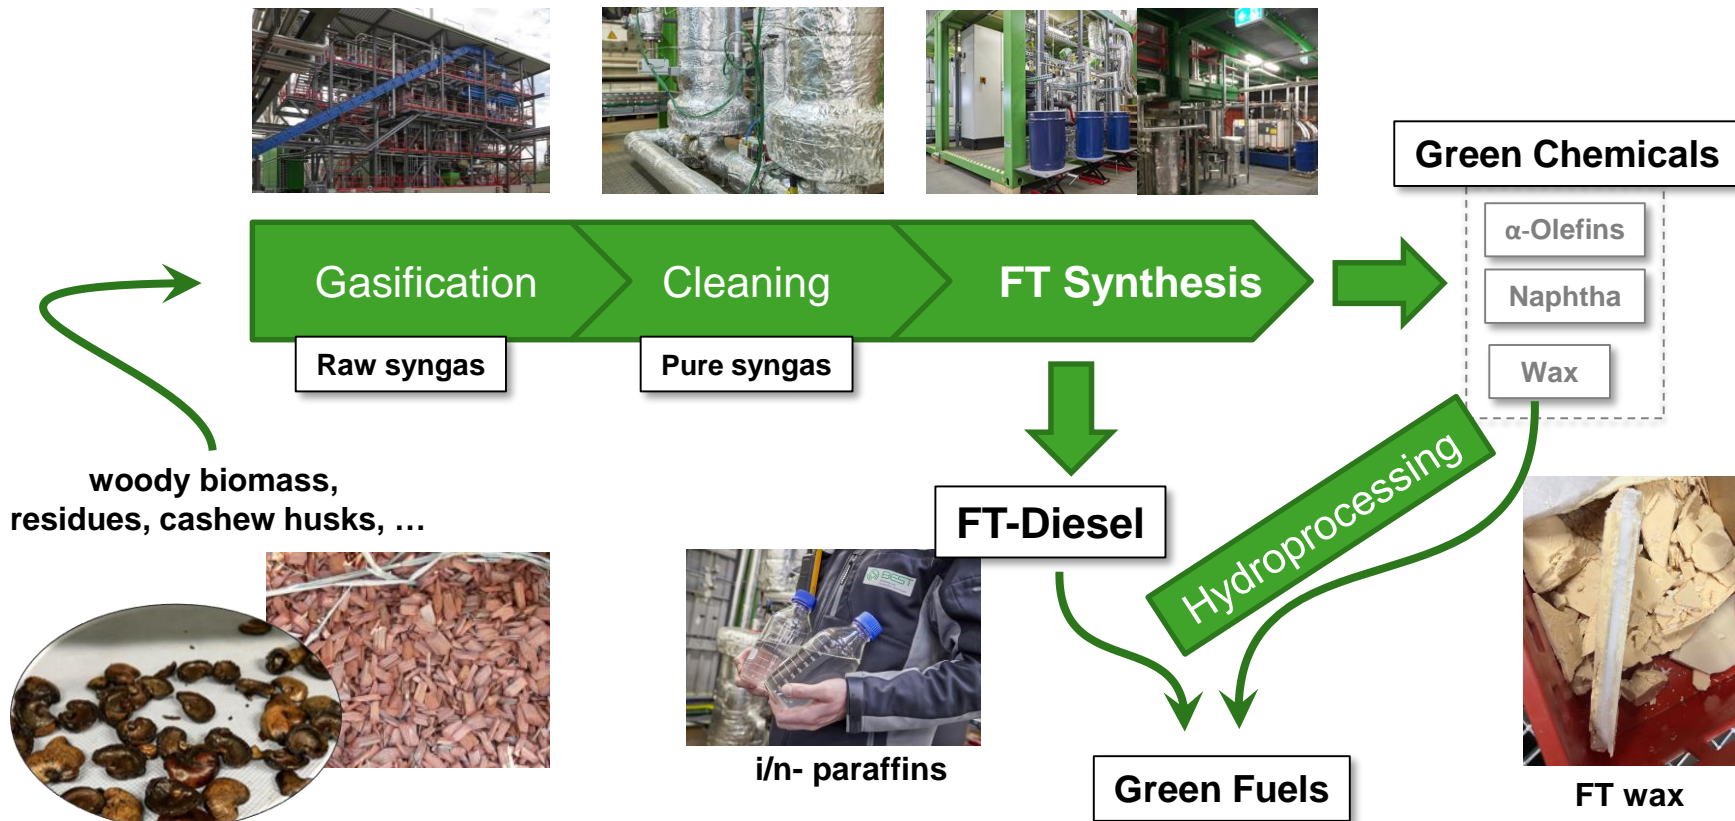 Green Chemicals
α-Olefins
Naphtha
Wax
Gasification
Cleaning
FT Synthesis
Raw syngas
Pure syngas
woody biomass,
residues, cashew husks, …
FT-Diesel
Hydroprocessing
BEST
i/n- paraffins
Green Fuels
FT wax